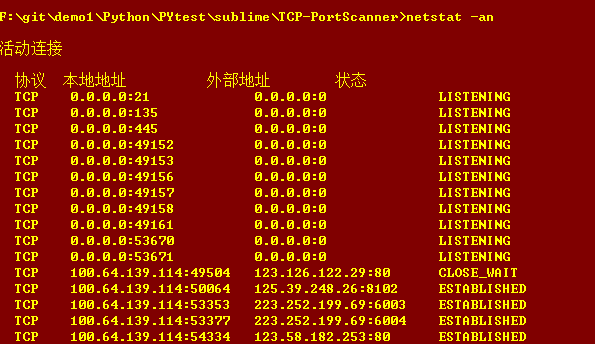 F:\git\demo1\Python\PYtest\sublime\TCP-PortScanner>netstat -an
活动连接
协议 本地地址 外部地址 状态
TCP 0.0.0.0:21 0.0.0.0:0 LISTENING
TCP 0.0.0.0:135 0.0.0.0:0 LISTENING
TCP 0.0.0.0:445 0.0.0.0:0 LISTENING
TCP 0.0.0.0:49152 0.0.0.0:0 LISTENING
TCP 0.0.0.0:49153 0.0.0.0:0 LISTENING
TCP 0.0.0.0:49156 0.0.0.0:0 LISTENING
TCP 0.0.0.0:49157 0.0.0.0:0 LISTENING
TCP 0.0.0.0:49158 0.0.0.0:0 LISTENING
TCP 0.0.0.0:49161 0.0.0.0:0 LISTENING
TCP 0.0.0.0:53670 0.0.0.0:0 LISTENING
TCP 0.0.0.0:53671 0.0.0.0:0 LISTENING
TCP 100.64.139.114:49504 123.126.122.29:80 CLOSE_WAIT
TCP 100.64.139.114:50064 125.39.248.26:8102 ESTABLISHED
TCP 100.64.139.114:53353 223.252.199.69:6003 ESTABLISHED
TCP 100.64.139.114:53377 223.252.199.69:6004 ESTABLISHED
TCP 100.64.139.114:54334 123.58.182.253:80 ESTABLISHED